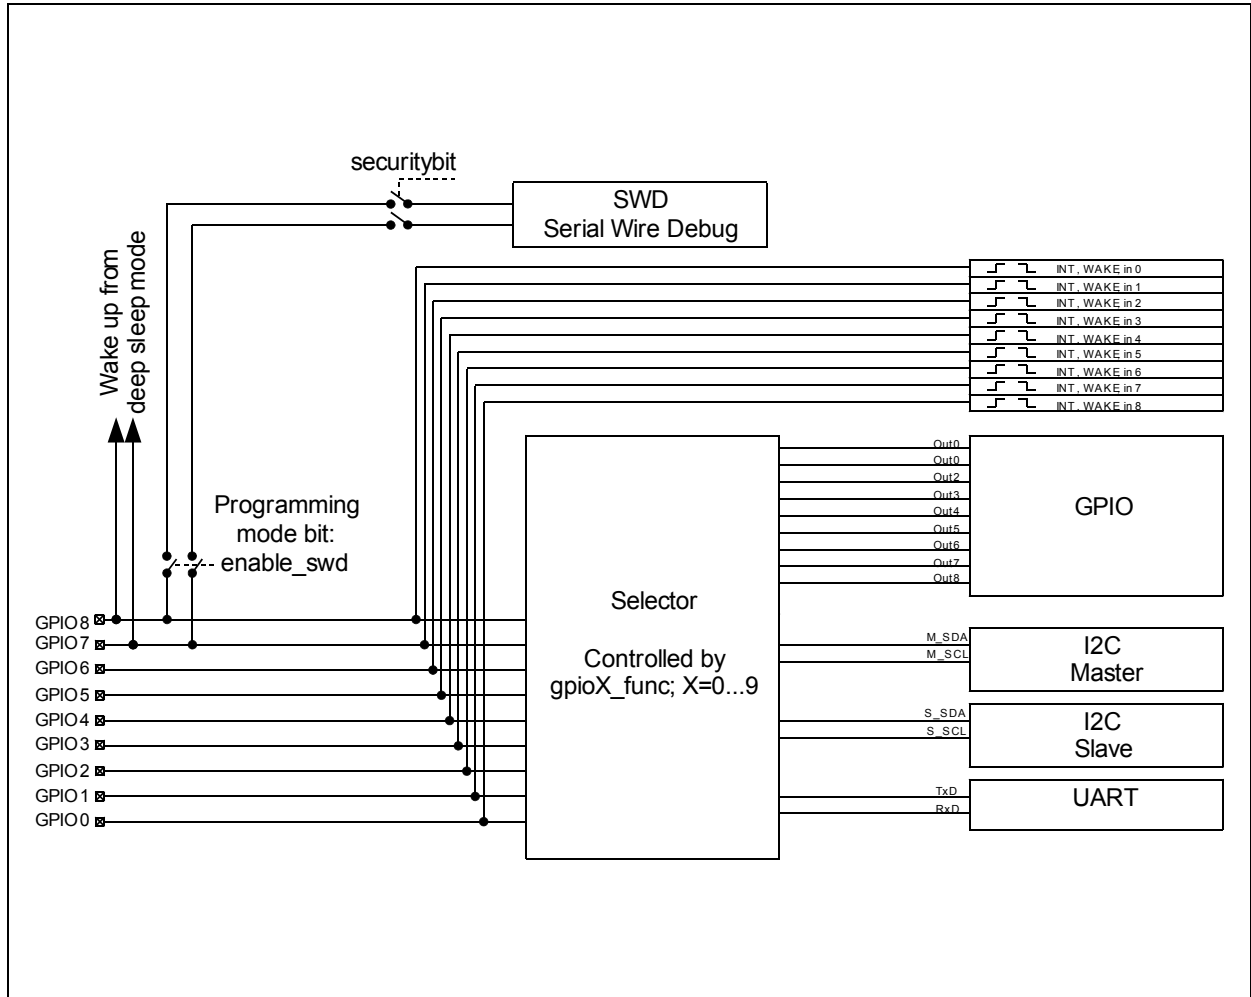 securitybit
SWD
Serial Wire Debug
Wake up from
deep sleep mode
INT, WAKE in 0
INT, WAKE in 1
INT, WAKE in 2
INT, WAKE in 3
INT, WAKE in 4
INT, WAKE in 5
INT, WAKE in 6
INT, WAKE in 7
INT, WAKE in 8
Programming
mode bit:
enable_swd
GPIO8
GPIO7
GPIO6
GPIO5
GPIO4
GPIO3
GPIO2
GPIO1
GPIO0
Selector
Controlled by
gpioX_func; X=0...9
Out0
Out0
Out2
Out3
Out4
Out5
Out6
Out7
Out8
GPIO
M_SDA
M_SCL
I2C
Master
S_SDA
S_SCL
I2C
Slave
TxD
RxD
UART